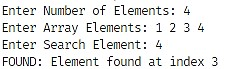 Enter Number of Elements: 4
Enter Array Elements: 1 2 3 4
Enter Search Element: 4
FOUND: Element found at index 3